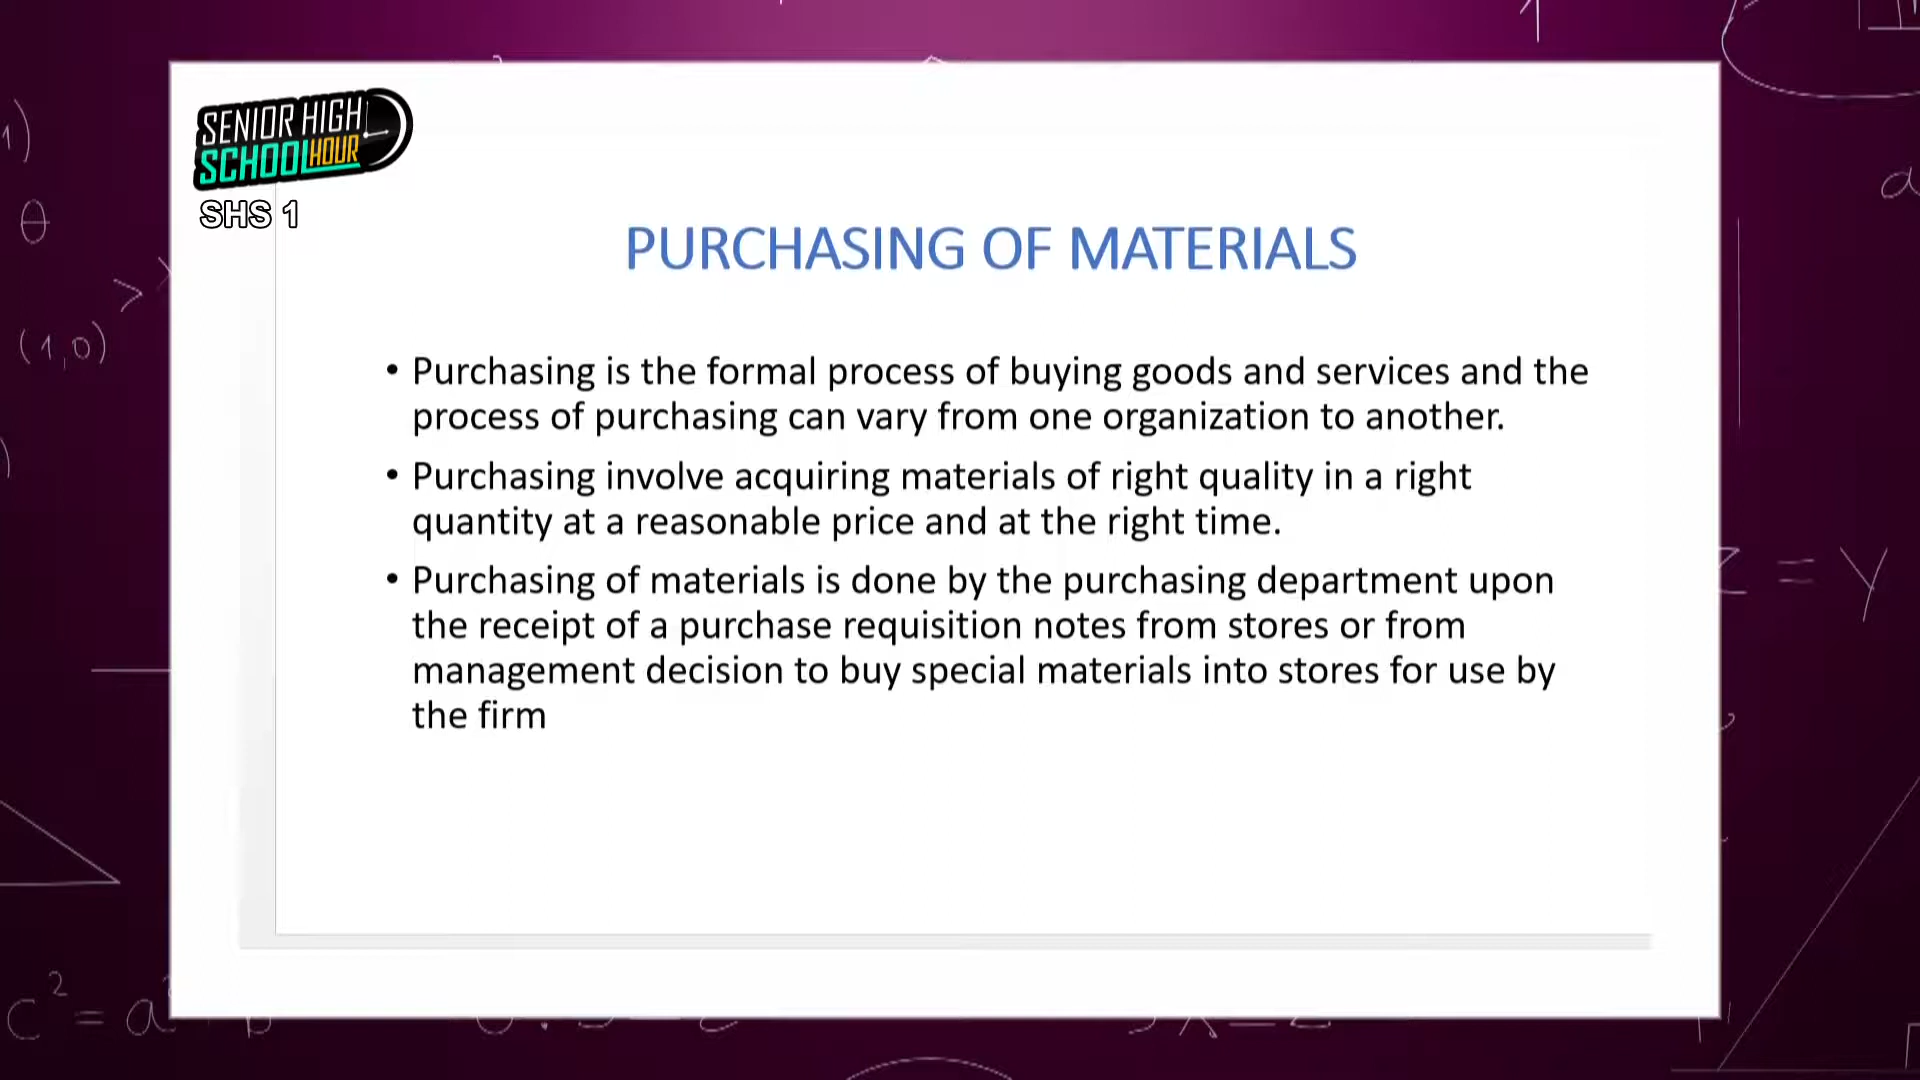 SENIOR HIGH
SCHOOL HOUR
SHS 1
PURCHASING OF MATERIALS
• Purchasing is the formal process of buying goods and services and the
process of purchasing can vary from one organization to another.
• Purchasing involve acquiring materials of right quality in a right
quantity at a reasonable price and at the right time.
• Purchasing of materials is done by the purchasing department upon
the receipt of a purchase requisition notes from stores or from
management decision to buy special materials into stores for use by
the firm
θ
(1,0)
= y